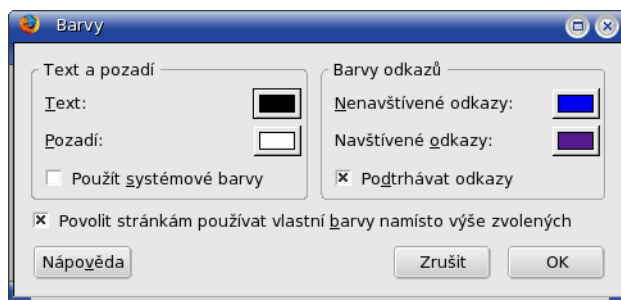 Barvy
Text a pozadí
Text:
Pozadí:
Použít systémové barvy
Barvy odkazů
Nenavštívené odkazy:
Navštívené odkazy:
Podtrhávat odkazy
Povolit stránkám používat vlastní barvy namísto výše zvolených
Nápověda
Zrušit
OK